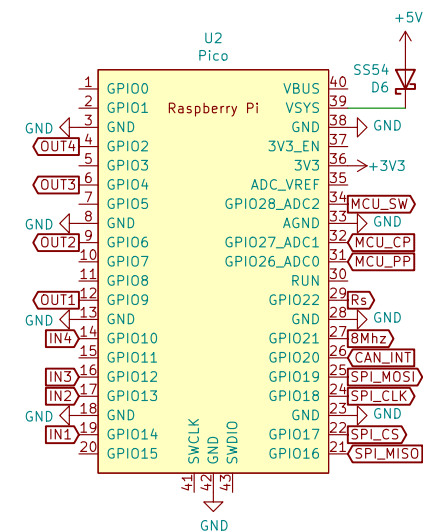 +5V
U2
Pico
SS54
D6
1 GPIO0 VBUS 40
2 GPIO1 Raspberry Pi VSYS 39
GND 3 GND GND 38 GND
OUT4 4 GPIO2 3V3_EN 37
5 GPIO3 3V3 36 +3V3
OUT3 6 GPIO4 ADC_VREF 35
7 GPIO5 GPIO28_ADC2 34 MCU_SW
GND 8 GND AGND 33 GND
OUT2 9 GPIO6 GPIO27_ADC1 32 MCU_CP
10 GPIO7 GPIO26_ADC0 31 MCU_PP
11 GPIO8 RUN 30
OUT1 12 GPIO9 GPIO22 29 Rs
GND 13 GND GND 28 GND
IN4 14 GPIO10 GPIO21 27 8Mhz
15 GPIO11 GPIO20 26 CAN_INT
IN3 16 GPIO12 GPIO19 25 SPI_MOSI
IN2 17 GPIO13 GPIO18 24 SPI_CLK
GND 18 GND GND 23 GND
IN1 19 GPIO14 GPIO17 22 SPI_CS
20 GPIO15 GPIO16 21 SPI_MISO
SWCLK GND SWDIO
41 42 43
GND